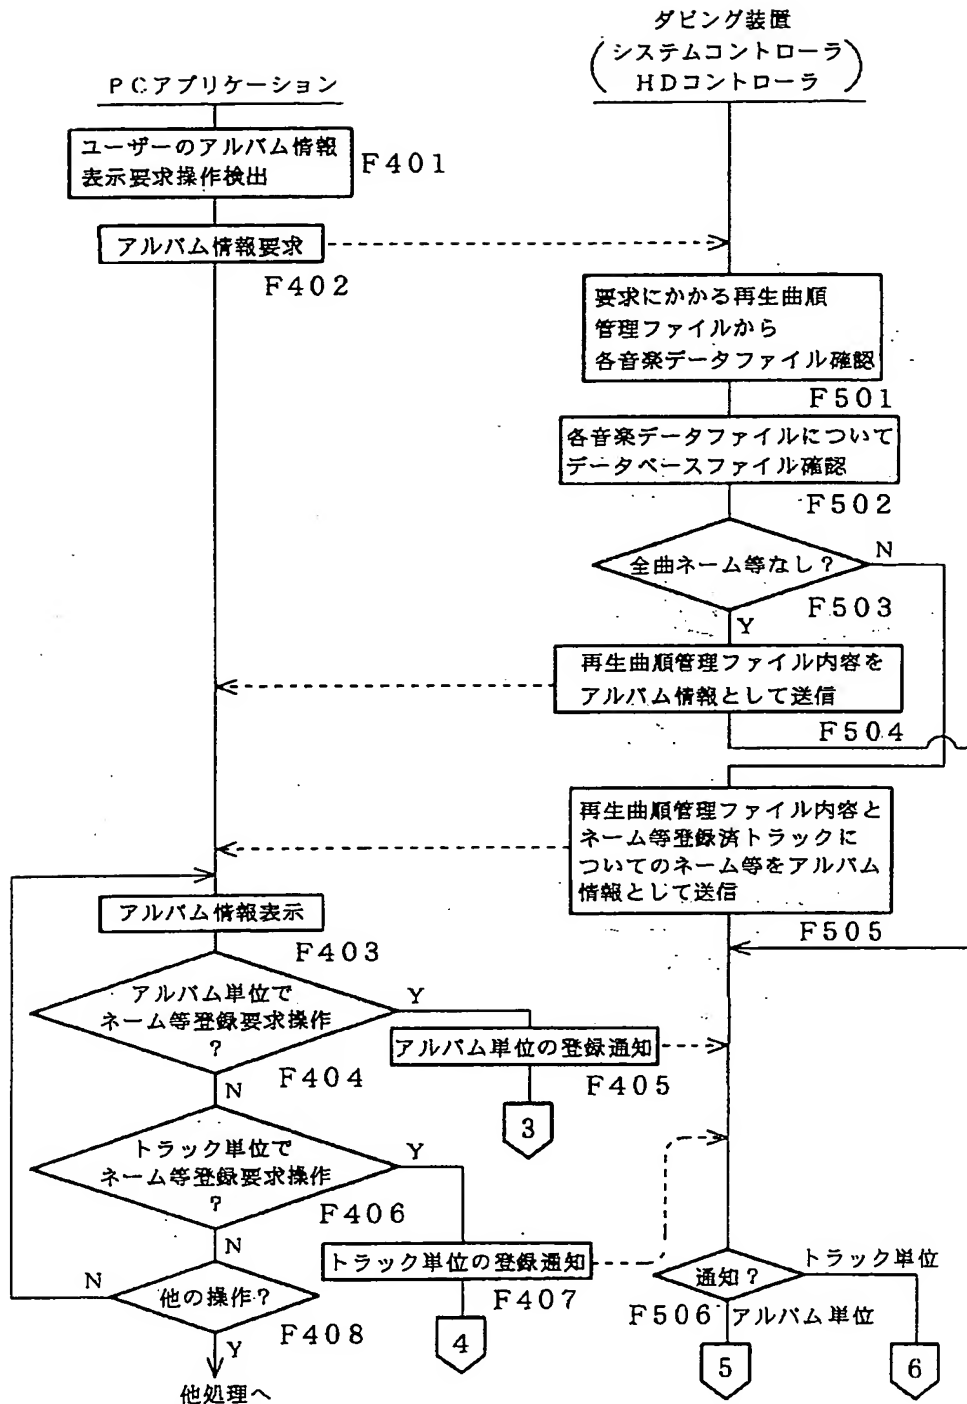 ダビング装置
システムコントローラ
HDコントローラ
PCアプリケーション
ユーザーのアルバム情報
表示要求操作検出
F401
アルバム情報要求
F402
要求にかかる再生曲順
管理ファイルから
各音楽データファイル確認
F501
各音楽データファイルについて
データベースファイル確認
F502
全曲ネーム等なし?
N
F503
Y
再生曲順管理ファイル内容を
アルバム情報として送信
F504
再生曲順管理ファイル内容と
ネーム等登録済トラックに
ついてのネーム等をアルバム
情報として送信
F505
アルバム情報表示
F403
アルバム単位で
ネーム等登録要求操作
?
Y
F404
N
アルバム単位の登録通知
F405
3
トラック単位で
ネーム等登録要求操作
?
Y
F406
N
トラック単位の登録通知
F407
4
他の操作?
N
F408
Y
他処理へ
通知?
トラック単位
F506
アルバム単位
5
6